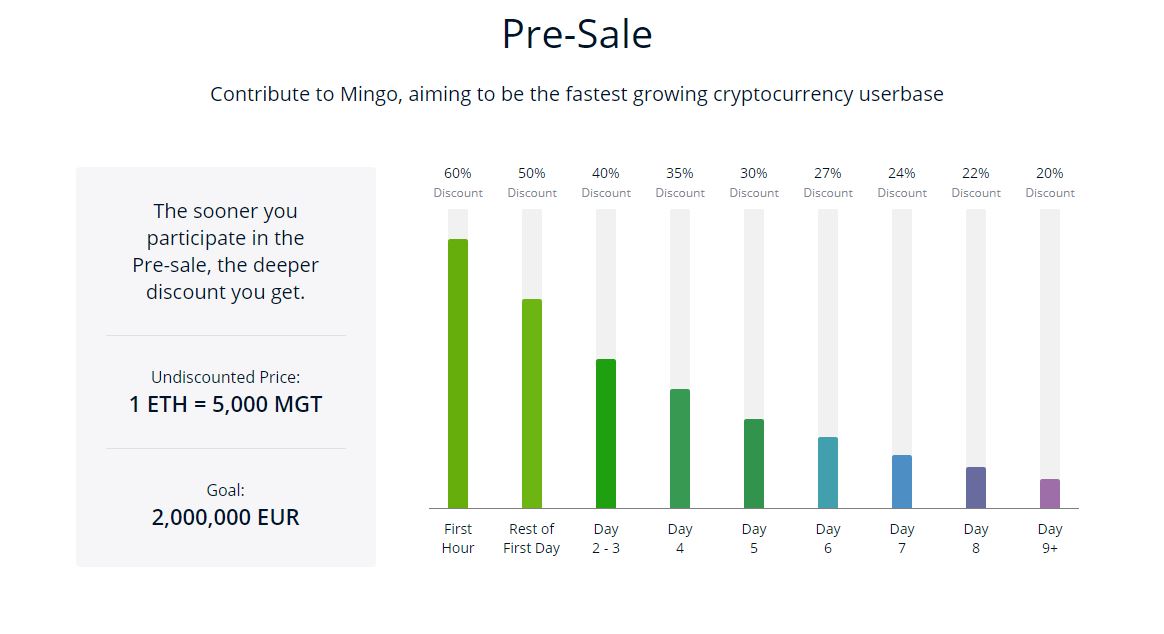 Pre-Sale
Contribute to Mingo, aiming to be the fastest growing cryptocurrency userbase
The sooner you
participate in the
Pre-sale, the deeper
discount you get.
Undiscounted Price:
1 ETH = 5,000 MGT
Goal:
2,000,000 EUR
60% 50% 40% 35% 30% 27% 24% 22% 20%
Discount Discount Discount Discount Discount Discount Discount Discount Discount
First Rest of Day Day Day Day Day Day Day
Hour First Day 2 - 3 4 5 6 7 8 9+